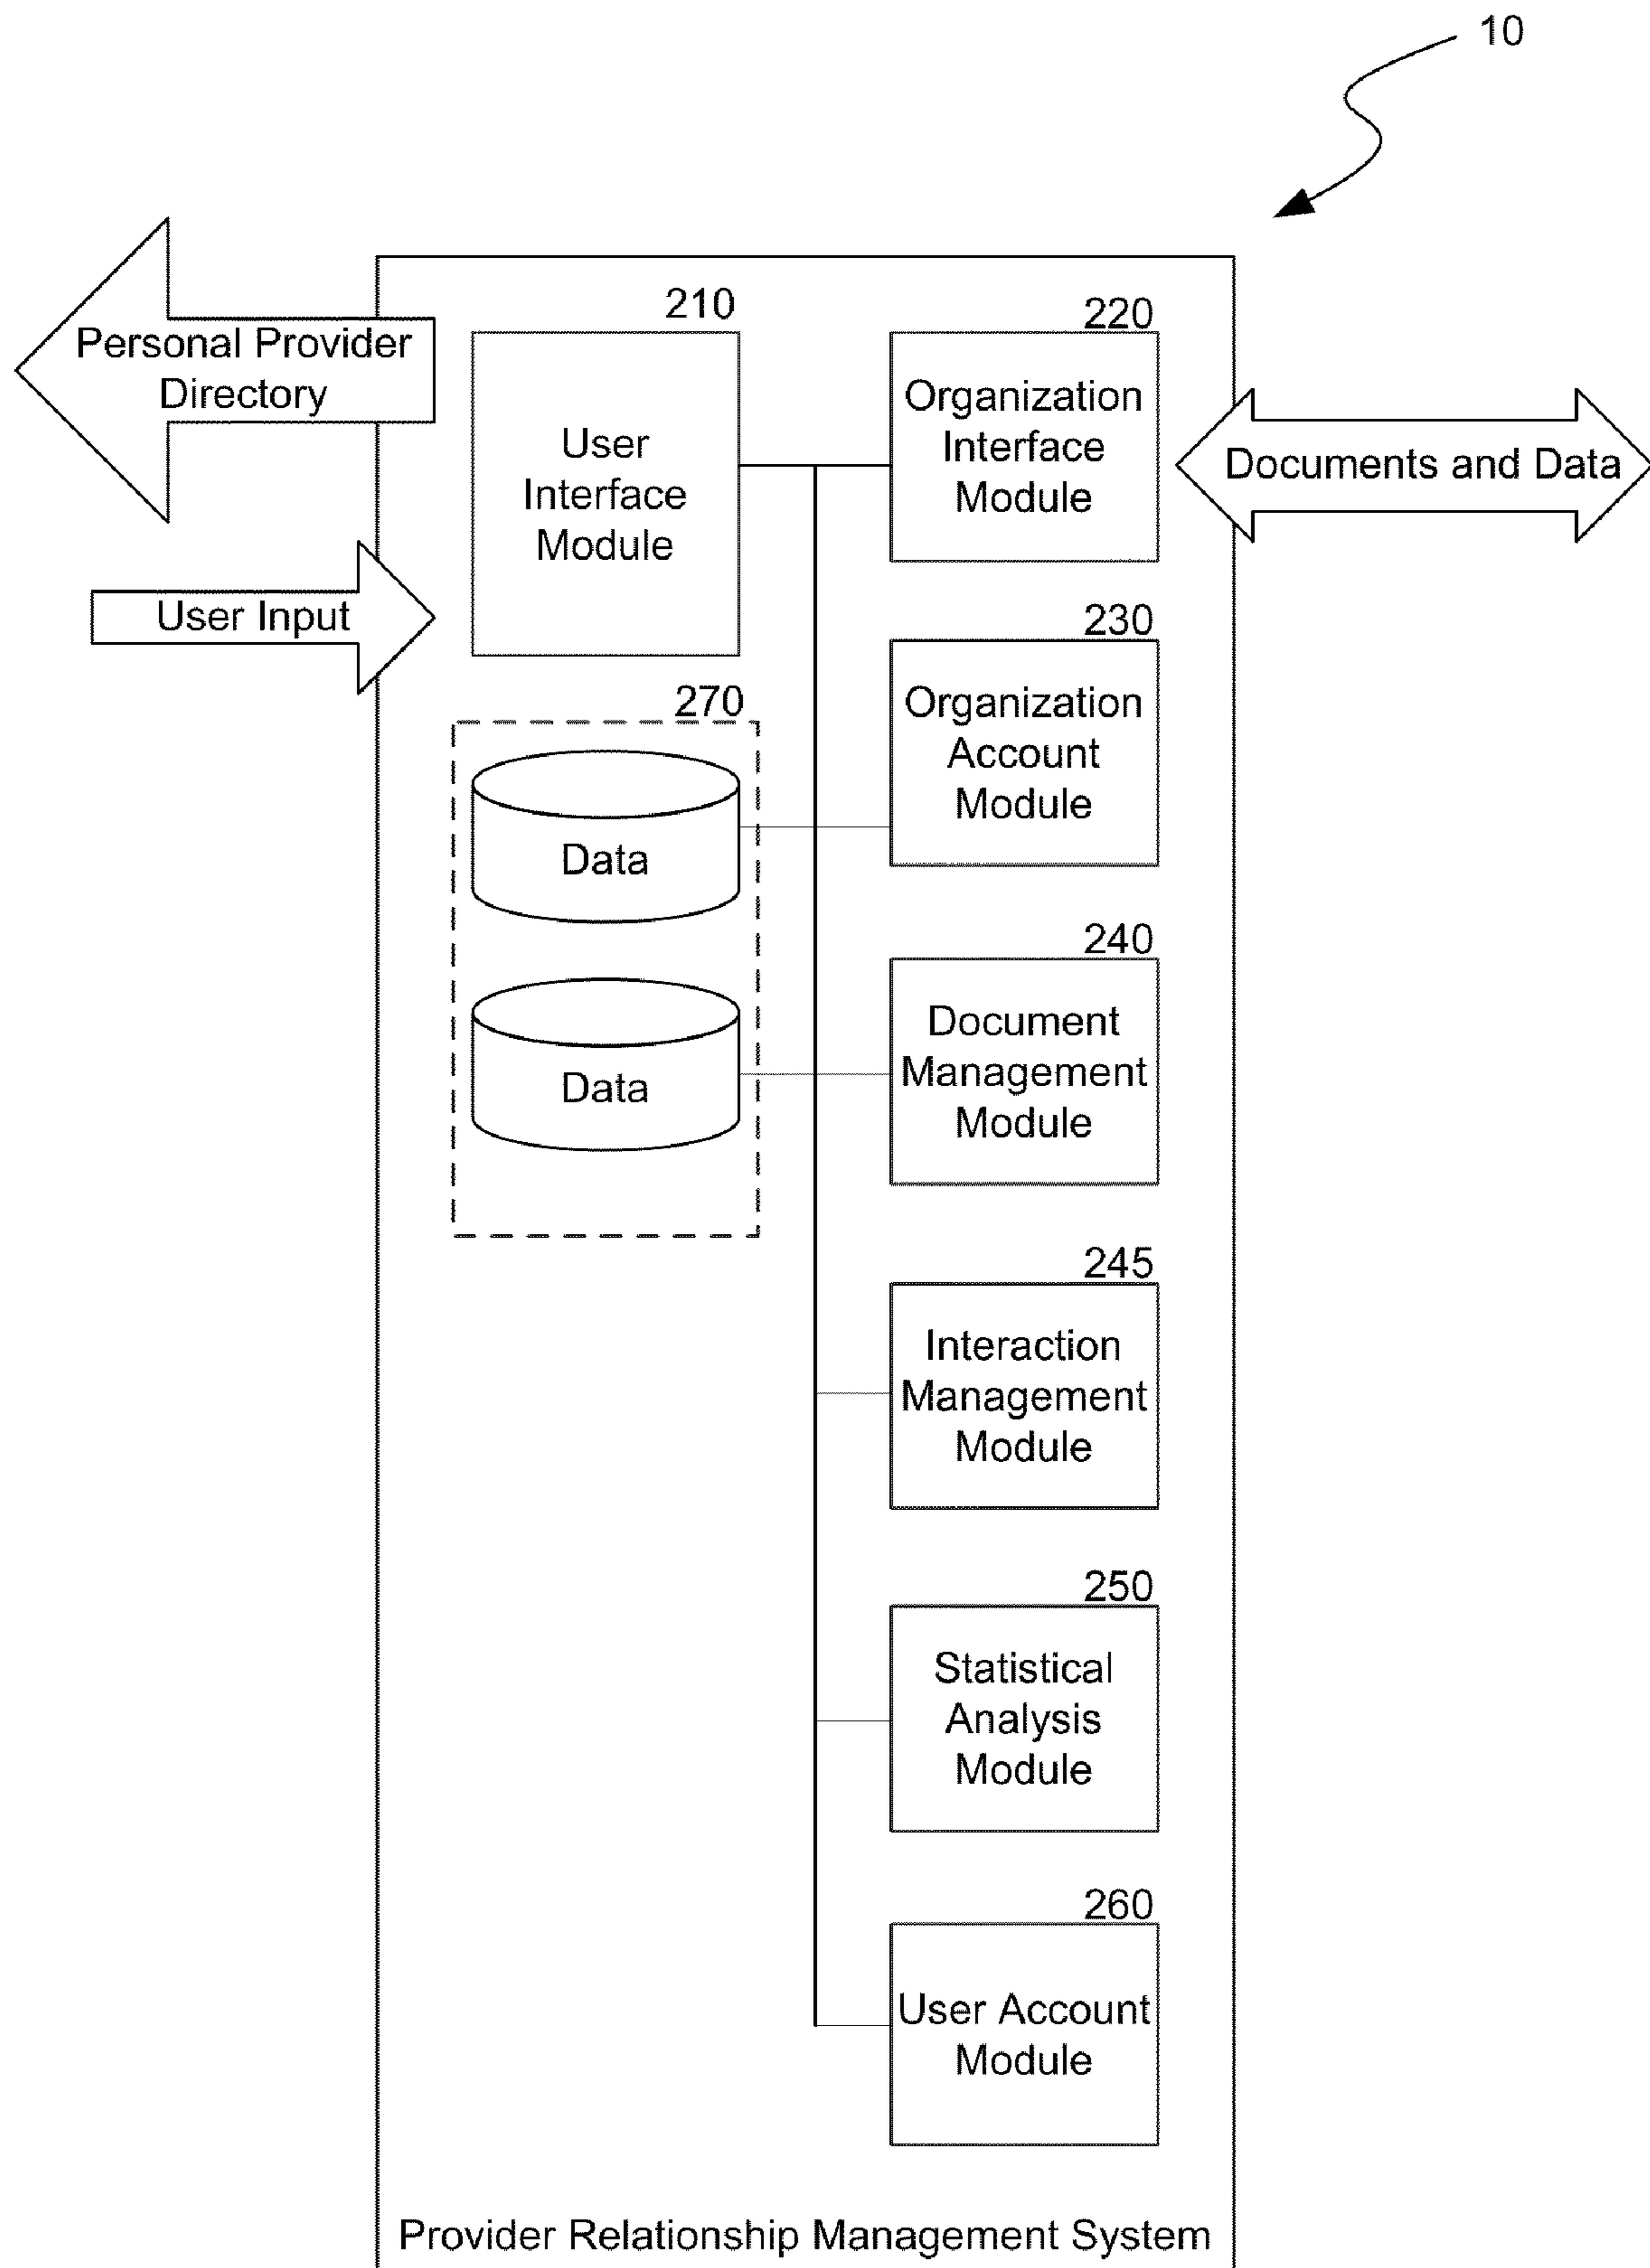 10
Personal Provider
Directory
User Input
210
User
Interface
Module
220
Organization
Interface
Module
Documents and Data
230
Organization
Account
Module
270
Data
Data
240
Document
Management
Module
245
Interaction
Management
Module
250
Statistical
Analysis
Module
260
User Account
Module
Provider Relationship Management System